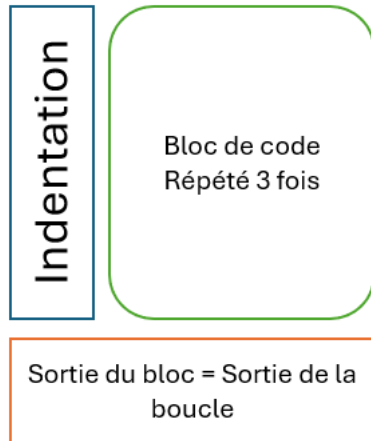 Indentation
Bloc de code
Répété 3 fois
Sortie du bloc = Sortie de la
boucle